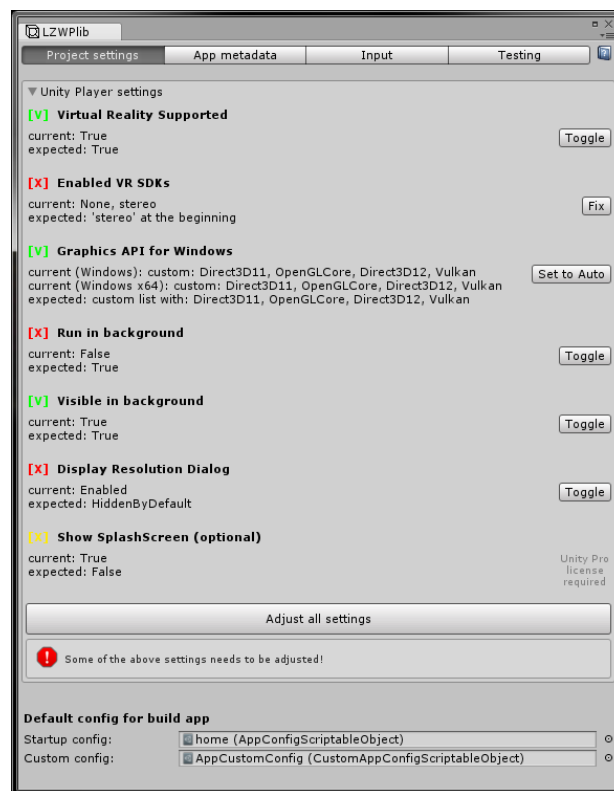 LZWPlib
Project settings App metadata Input Testing
▼ Unity Player settings
[V] Virtual Reality Supported
current: True
expected: True
Toggle
[X] Enabled VR SDKs
current: None, stereo
expected: 'stereo' at the beginning
Fix
[V] Graphics API for Windows
current (Windows): custom: Direct3D11, OpenGLCore, Direct3D12, Vulkan
current (Windows x64): custom: Direct3D11, OpenGLCore, Direct3D12, Vulkan
expected: custom list with: Direct3D11, OpenGLCore, Direct3D12, Vulkan
Set to Auto
[X] Run in background
current: False
expected: True
Toggle
[V] Visible in background
current: True
expected: True
Toggle
[X] Display Resolution Dialog
current: Enabled
expected: HiddenByDefault
Toggle
[X] Show SplashScreen (optional)
current: True
expected: False
Unity Pro
license
required
Adjust all settings
Some of the above settings needs to be adjusted!
Default config for build app
Startup config: home (AppConfigScriptableObject)
Custom config: AppCustomConfig (CustomAppConfigScriptableObject)